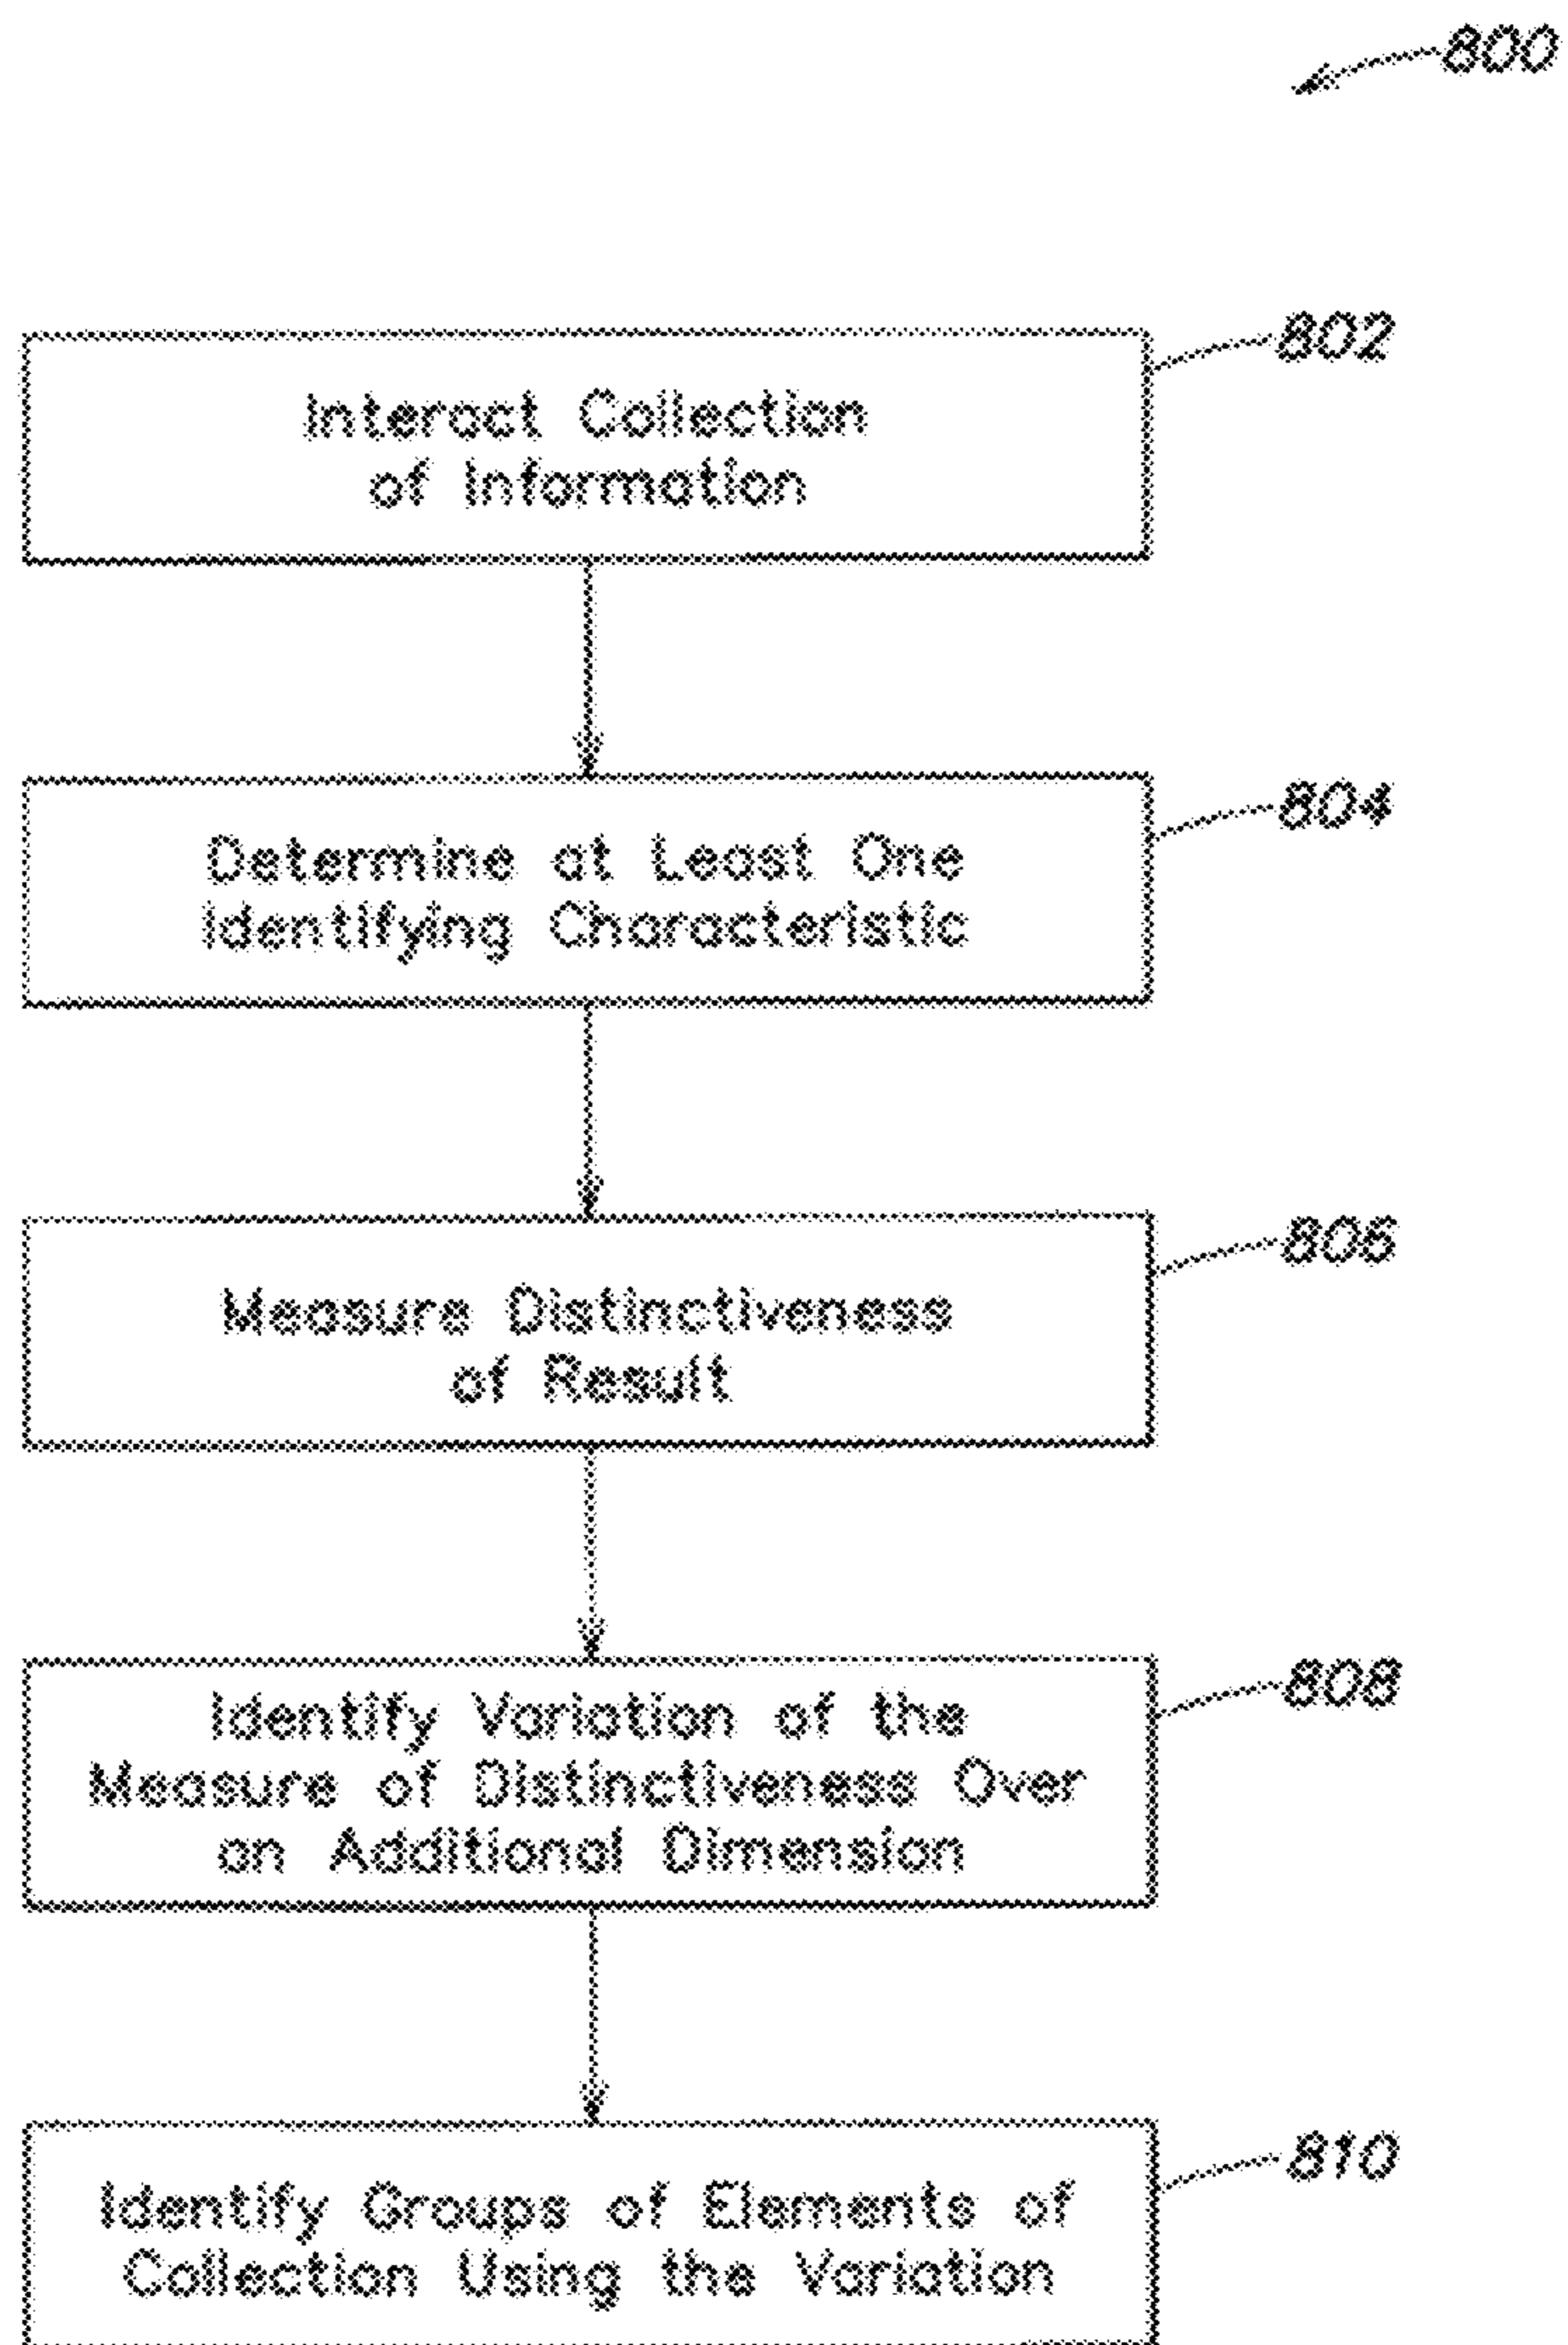 800
802
Interact Collection
of Information
804
Determine at Least One
Identifying Characteristic
806
Measure Distinctiveness
of Result
808
Identify Variation of the
Measure of Distinctiveness Over
an Additional Dimension
810
Identify Groups of Elements of
Collection Using the Variation